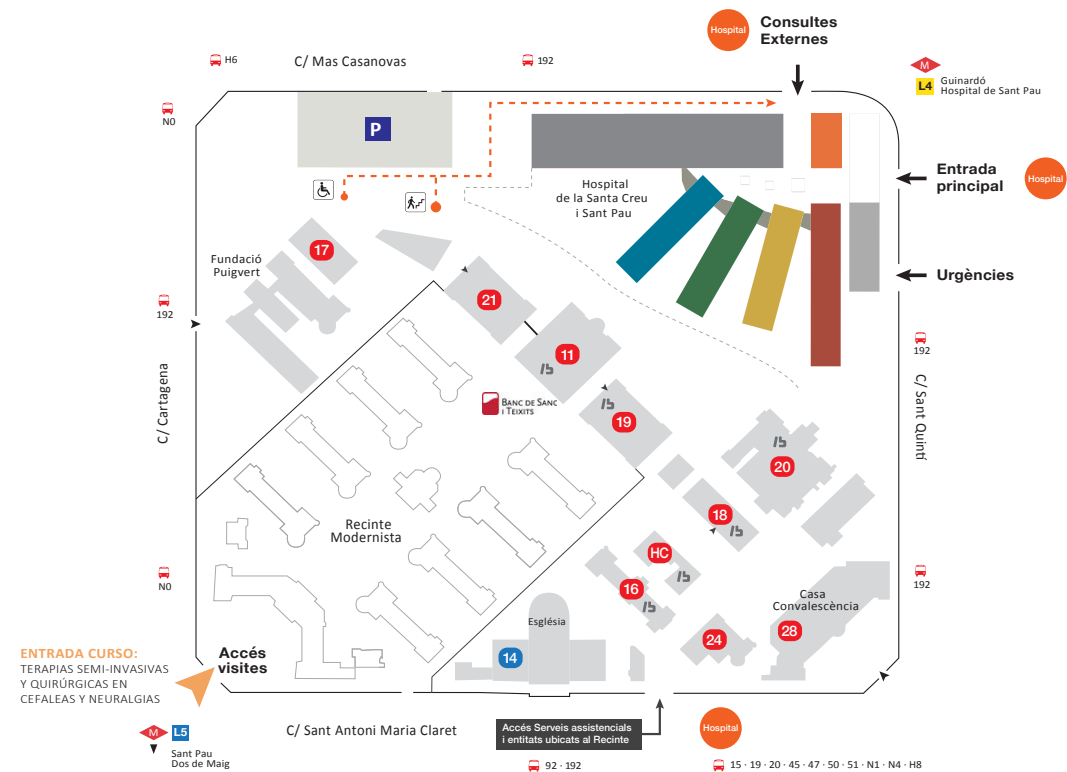 Hospital
Consultes
Externes
H6
C/ Mas Casanovas
192
M
L4
Guinardó
Hospital de Sant Pau
N0
P
Entrada
principal
Hospital
Hospital
de la Santa Creu
i Sant Pau
17
Fundació
Puigvert
Urgències
21
192
11
192
C/ Cartagena
BANC DE SANC
I TEIXITS
C/ Sant Quintí
19
20
18
Recinte
Modernista
HC
N0
16
192
Casa
Convalescència
Església
28
24
14
ENTRADA CURSO:
TERAPIAS SEMI-INVASIVAS
Y QUIRÚRGICAS EN
CEFALEAS Y NEURALGIAS
Accés
visites
M
L5
Sant Pau
Dos de Maig
C/ Sant Antoni Maria Claret
Accés Serveis assistencials
i entitats ubicats al Recinte
Hospital
92 · 192
15 · 19 · 20 · 45 · 47 · 50 · 51 · N1 · N4 · H8